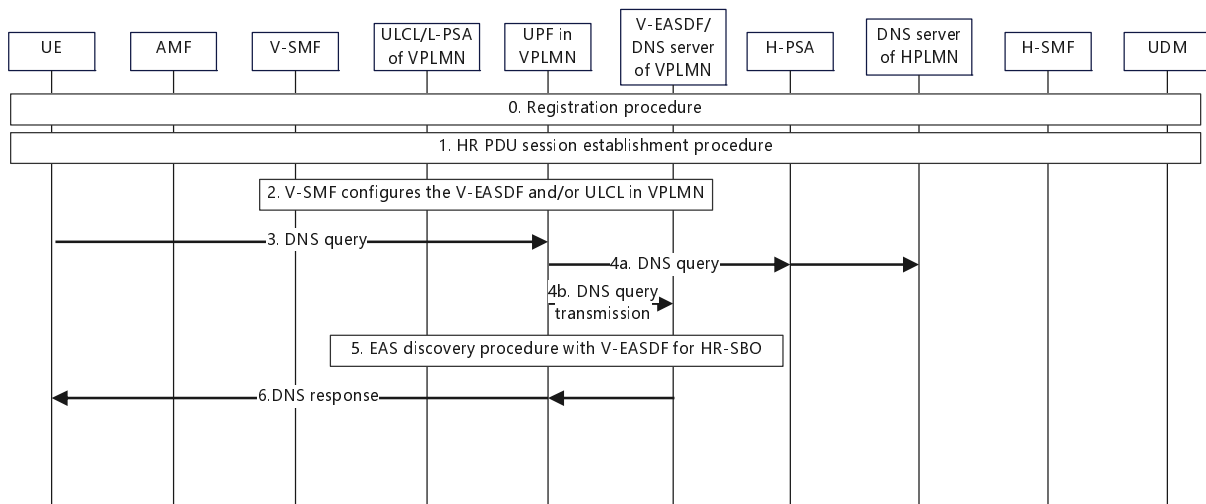 UE
AMF
V-SMF
ULCL/L-PSA
of VPLMN
UPF in
VPLMN
V-EASDF/
DNS server
of VPLMN
H-PSA
DNS server
of HPLMN
H-SMF
UDM
0. Registration procedure
1. HR PDU session establishment procedure
2. V-SMF configures the V-EASDF and/or ULCL in VPLMN
3. DNS query
4a. DNS query
4b. DNS query
transmission
5. EAS discovery procedure with V-EASDF for HR-SBO
6.DNS response